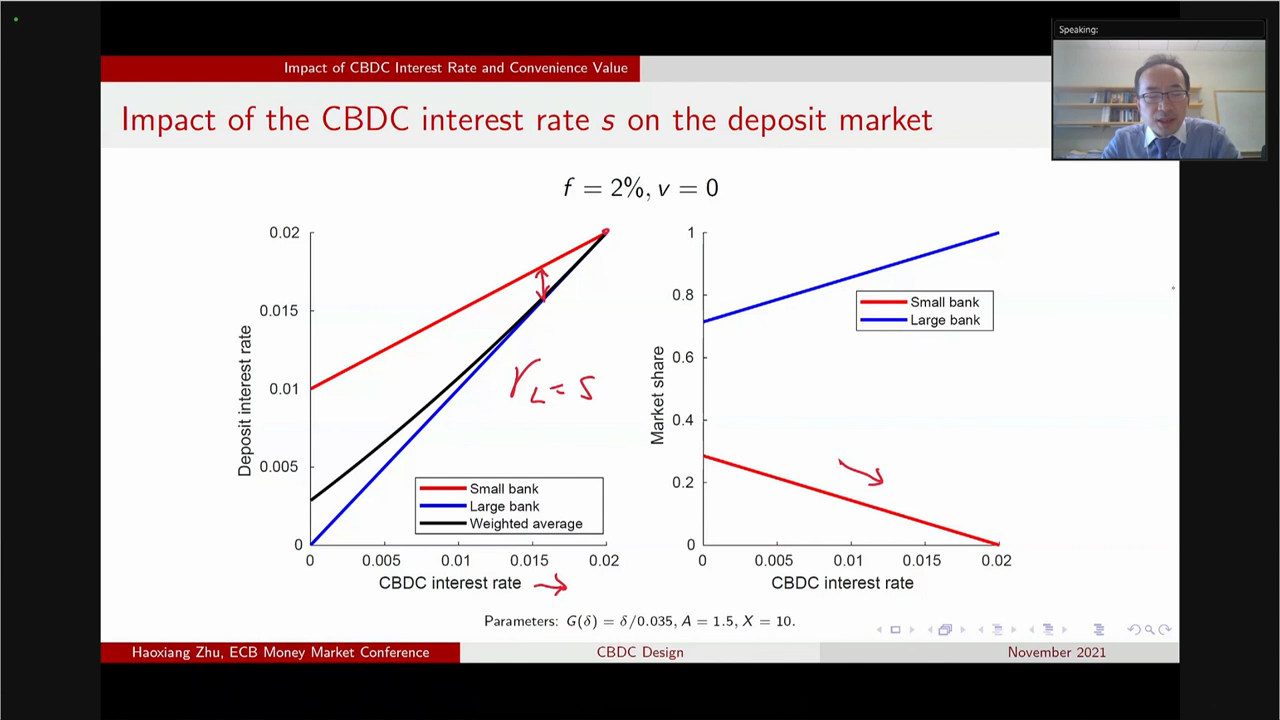 Speaking:
Impact of CBDC Interest Rate and Convenience Value
Impact of the CBDC interest rate s on the deposit market
f = 2%, v = 0
Deposit interest rate
0.02
0.015
0.01
0.005
0
0 0.005 0.01 0.015 0.02
CBDC interest rate
Small bank
Large bank
Weighted average
r_L = s
Market share
1
0.8
0.6
0.4
0.2
0
0 0.005 0.01 0.015 0.02
CBDC interest rate
Small bank
Large bank
Parameters: G(δ) = δ/0.035, A = 1.5, X = 10.
Haoxiang Zhu, ECB Money Market Conference
CBDC Design
November 2021